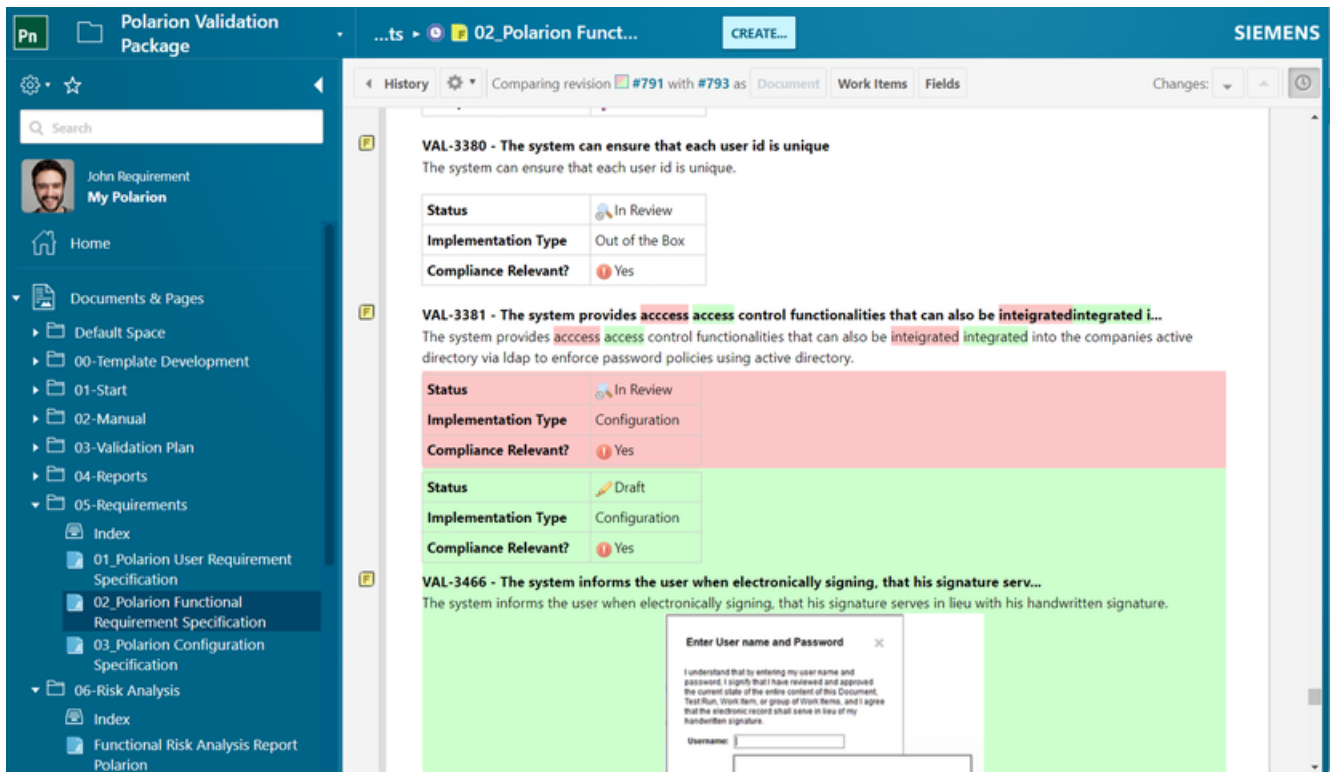 Pn
Polarion Validation
Package
...ts
F
02_Polarion Funct...
CREATE...
SIEMENS
History
Comparing revision #791 with #793 as
Document
Work Items
Fields
Changes:
Search
John Requirement
My Polarion
Home
Documents & Pages
Default Space
00-Template Development
01-Start
02-Manual
03-Validation Plan
04-Reports
05-Requirements
Index
01_Polarion User Requirement
Specification
02_Polarion Functional
Requirement Specification
03_Polarion Configuration
Specification
06-Risk Analysis
Index
Functional Risk Analysis Report
Polarion
F
VAL-3380 - The system can ensure that each user id is unique
The system can ensure that each user id is unique.
Status In Review
Implementation Type Out of the Box
Compliance Relevant? Yes
F
VAL-3381 - The system provides acccess access control functionalities that can also be inteigratedintegrated i...
The system provides acccess access control functionalities that can also be inteigrated integrated into the companies active
directory via ldap to enforce password policies using active directory.
Status In Review
Implementation Type Configuration
Compliance Relevant? Yes
Status Draft
Implementation Type Configuration
Compliance Relevant? Yes
F
VAL-3466 - The system informs the user when electronically signing, that his signature serv...
The system informs the user when electronically signing, that his signature serves in lieu with his handwritten signature.
Enter User name and Password
I understand that by entering my user name and
password, I signify that I have reviewed and approved
the current state of the entire content of this Document,
Test Run, Work Item, or group of Work Items, and I agree
that the electronic record shall serve in lieu of my
handwritten signature.
Username: